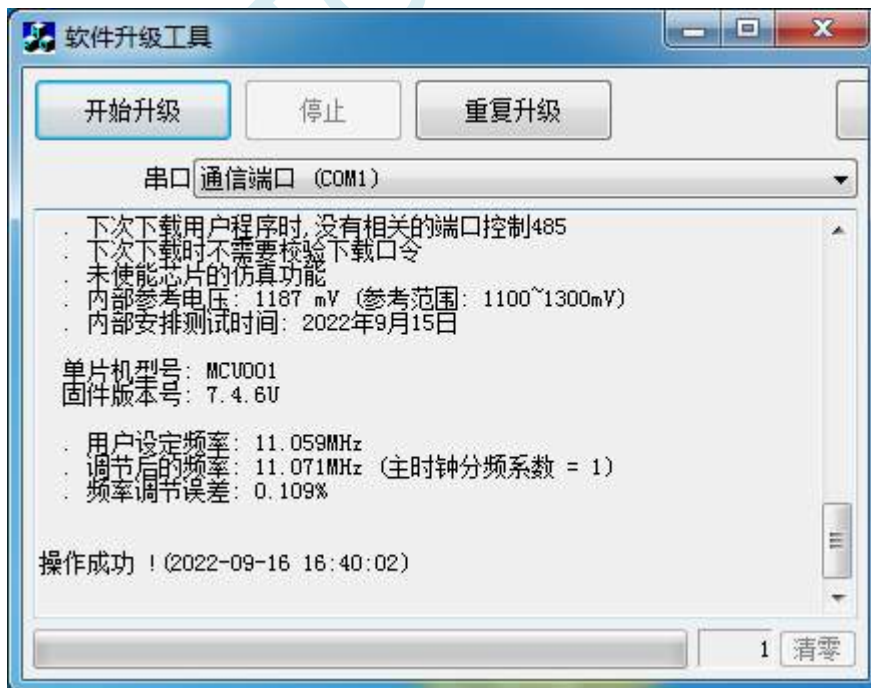 软件升级工具
开始升级 停止 重复升级
串口 通信端口 (COM1)
. 下次下载用户程序时,没有相关的端口控制485
. 下次下载时不需要校验下载口令
. 未使能芯片的仿真功能
. 内部参考电压: 1187 mV (参考范围: 1100~1300mV)
. 内部安排测试时间: 2022年9月15日
单片机型号: MCU001
固件版本号: 7.4.6U
. 用户设定频率: 11.059MHz
. 调节后的频率: 11.071MHz (主时钟分频系数 = 1)
. 频率调节误差: 0.109%
操作成功 !(2022-09-16 16:40:02)
1 清零